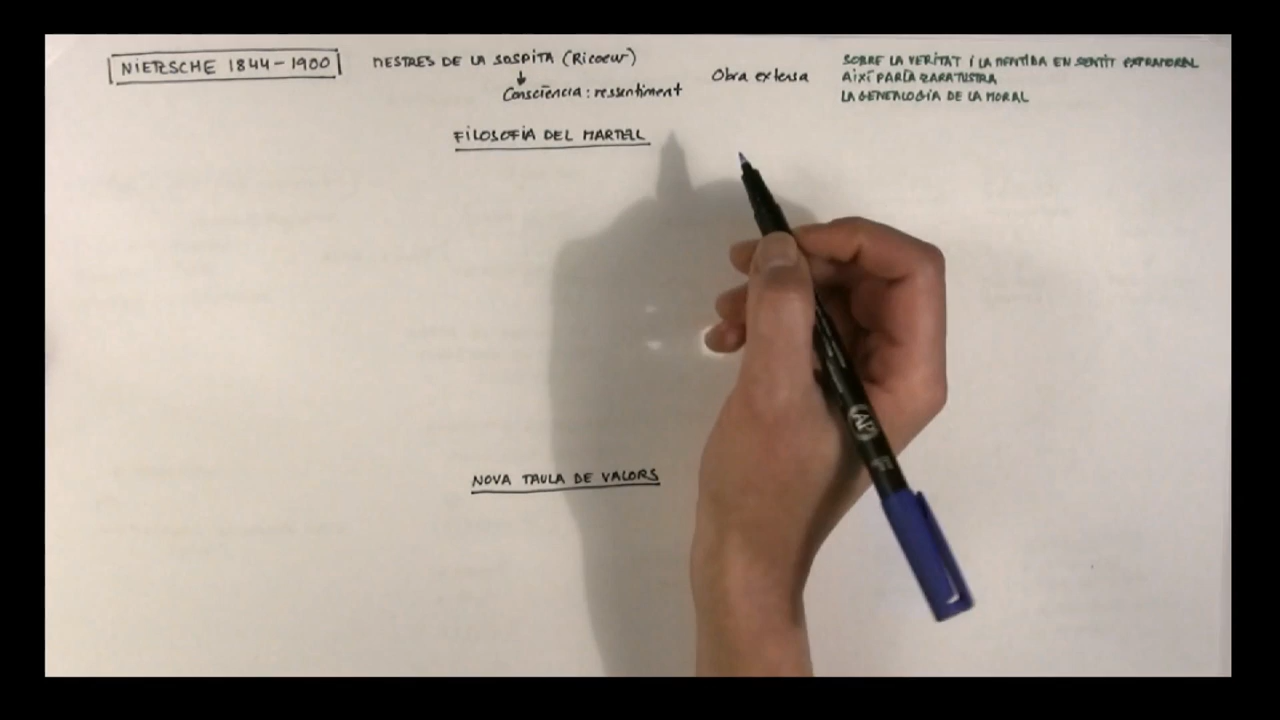 NIETZSCHE 1844-1900
MESTRES DE LA SOSPITA (Ricoeur)
↓
Consciència: ressentiment
Obra extensa
SOBRE LA VERITAT I LA MENTIDA EN SENTIT EXTRAMORAL
AIXÍ PARLÀ ZARATUSTRA
LA GENEALOGIA DE LA MORAL
FILOSOFIA DEL MARTELL
NOVA TAULA DE VALORS